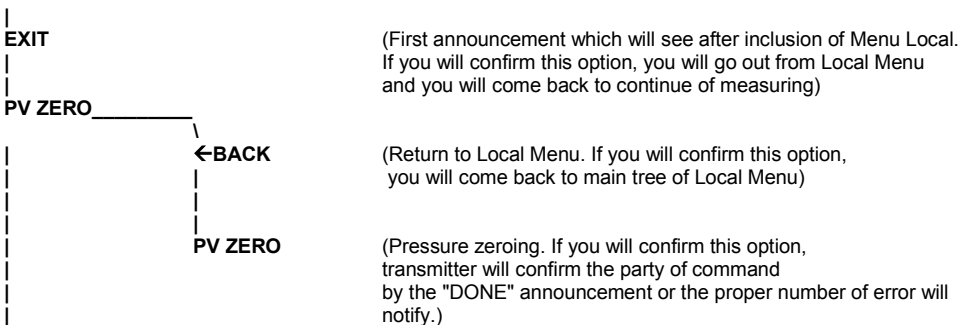 |
EXIT (First announcement which will see after inclusion of Menu Local.
| If you will confirm this option, you will go out from Local Menu
| and you will come back to continue of measuring)
PV ZERO_________
\
| ←BACK (Return to Local Menu. If you will confirm this option,
| | you will come back to main tree of Local Menu)
| |
| |
| PV ZERO (Pressure zeroing. If you will confirm this option,
| transmitter will confirm the party of command
| by the "DONE" announcement or the proper number of error will
| notify.)